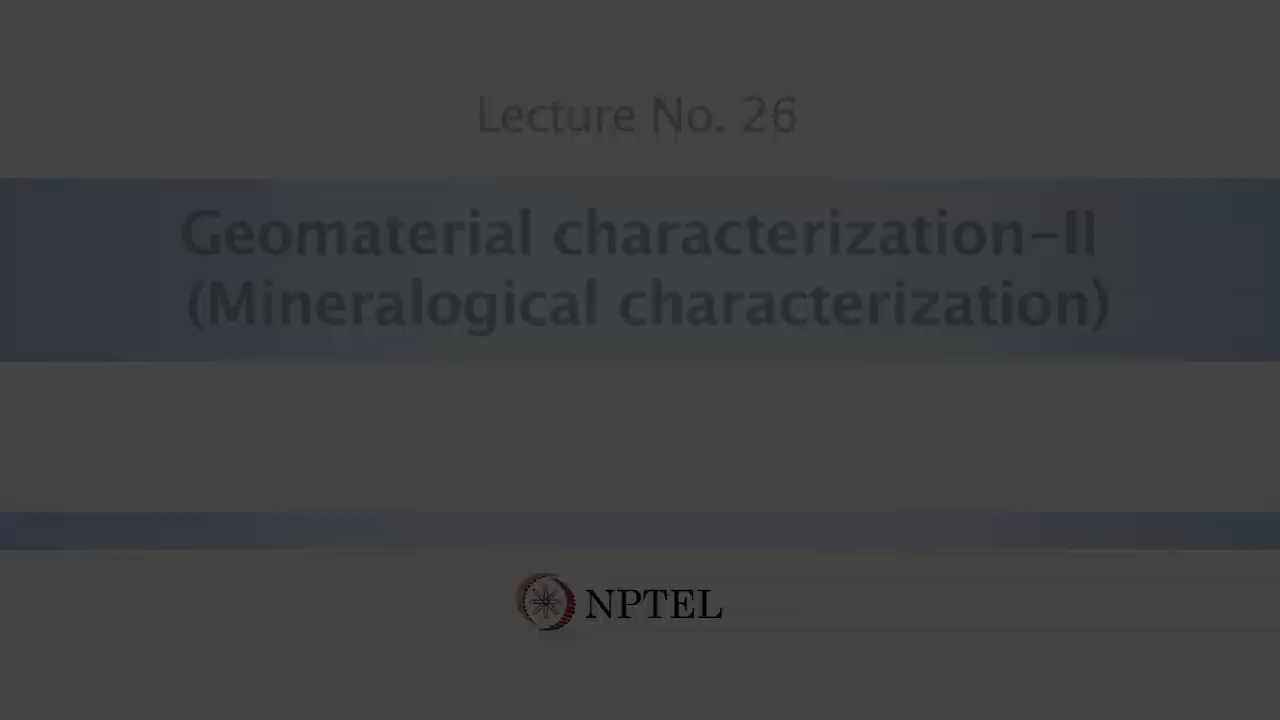 Lecture No. 26
Geomaterial characterization-II
(Mineralogical characterization)
NPTEL